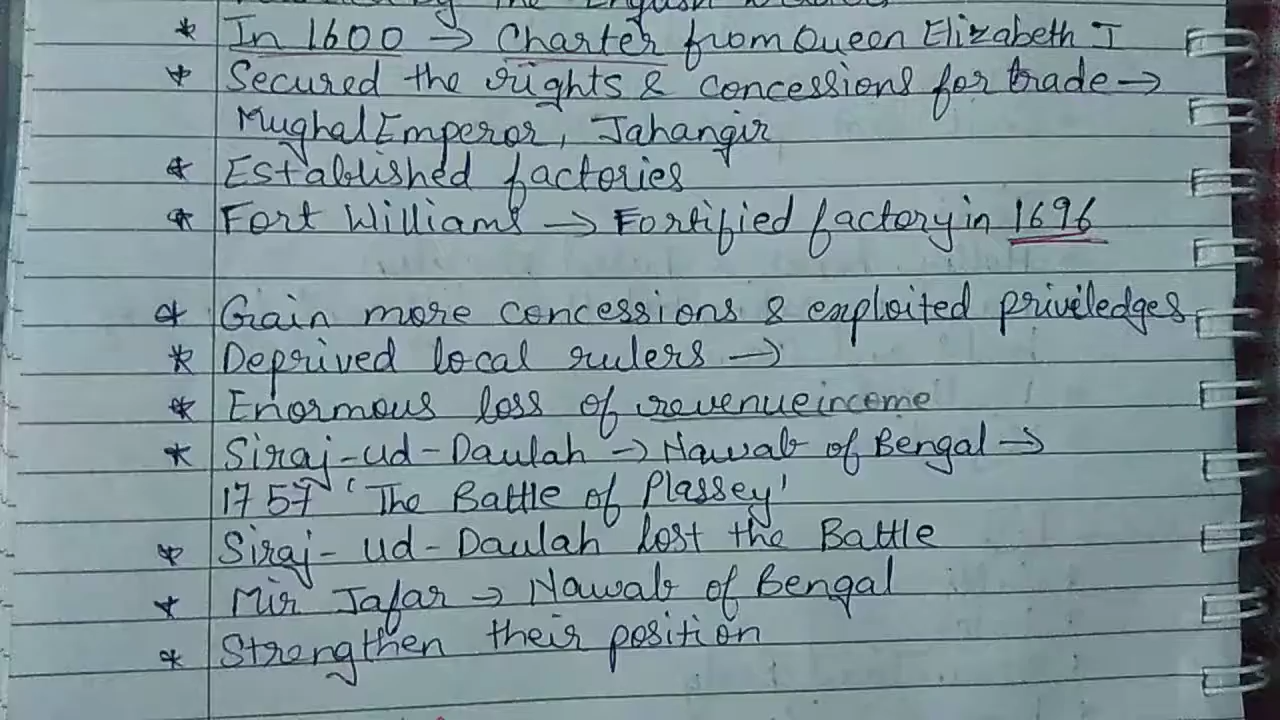 by the English
* In 1600 → Charter from Queen Elizabeth I
* Secured the rights & concessions for trade →
Mughal Emperor, Jahangir
* Established factories
* Fort Williams → Fortified factory in 1696
* Gain more concessions & exploited priviledges
* Deprived local rulers →
* Enormous loss of revenue income
* Siraj-ud-Daulah → Nawab of Bengal →
1757 'The Battle of Plassey'
* Siraj-ud-Daulah lost the Battle
* Mir Jafar → Nawab of Bengal
* Strengthen their position